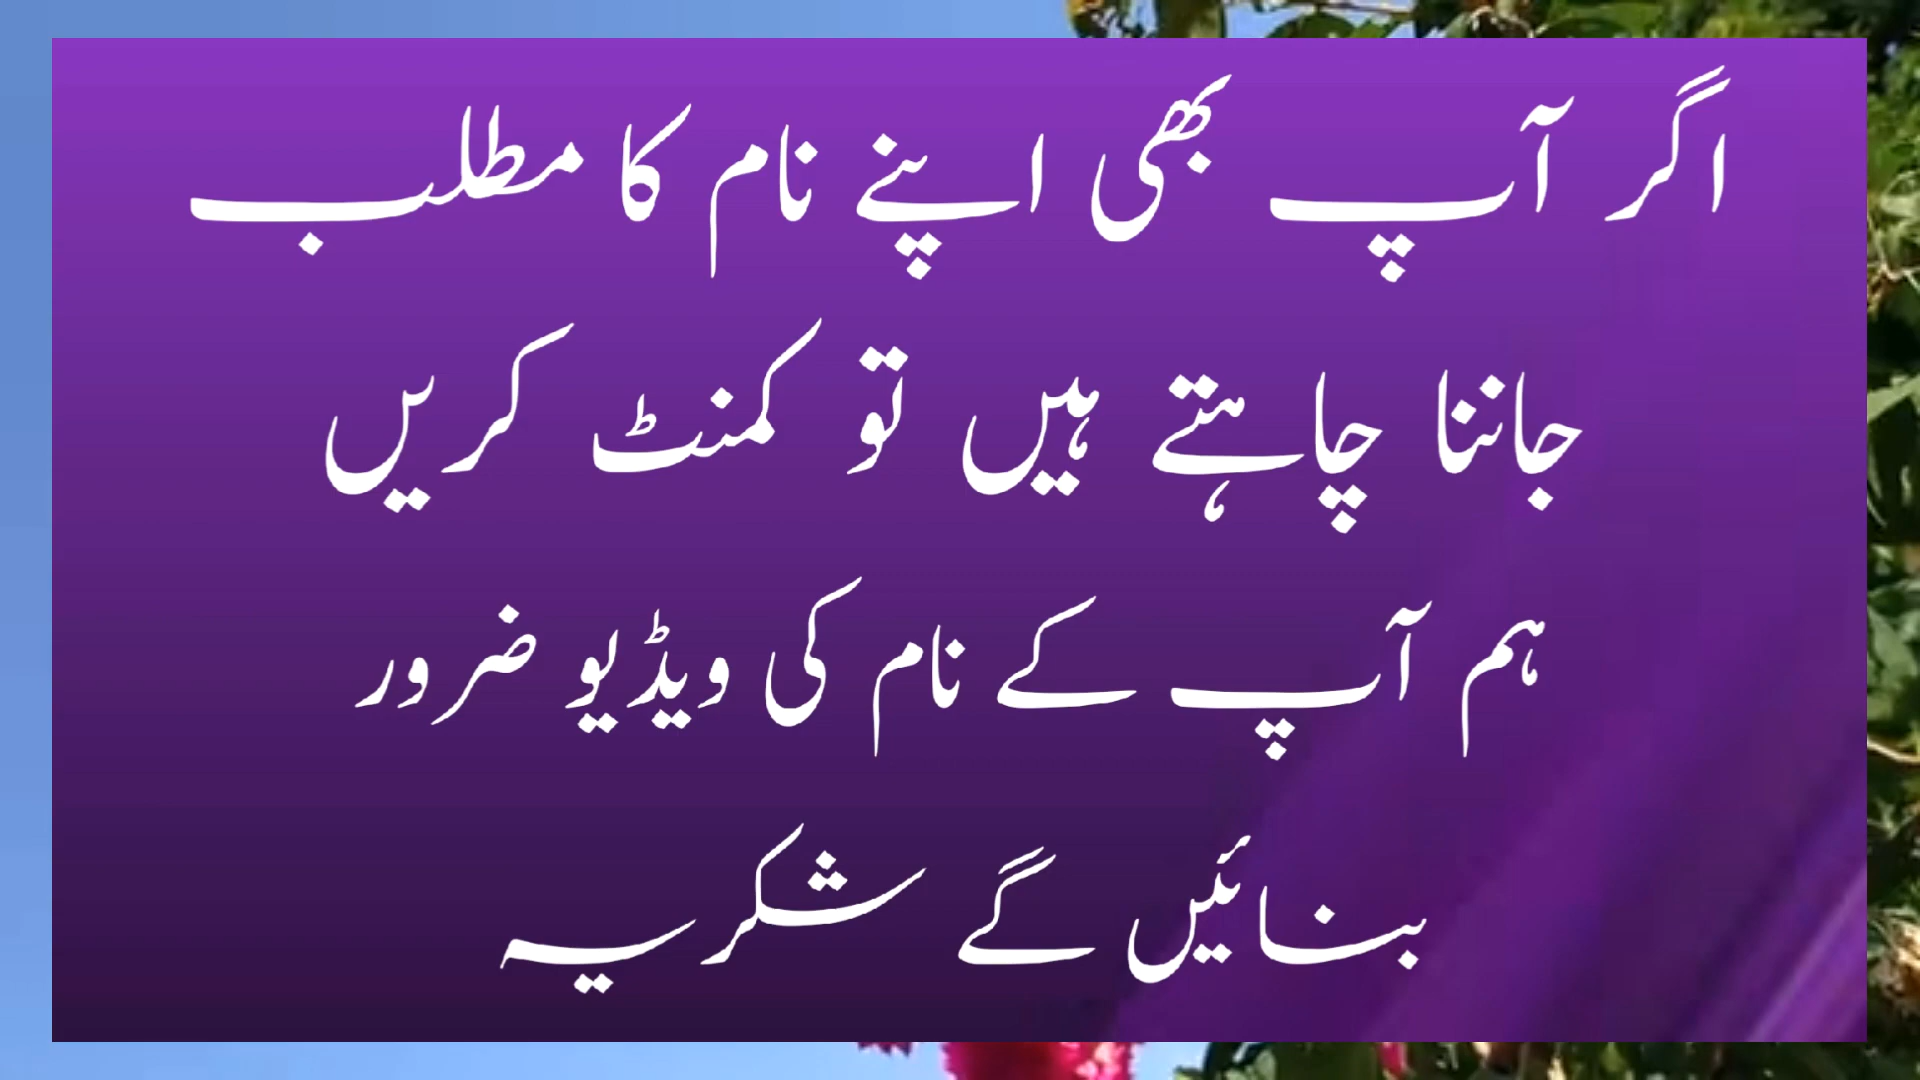 اگر آپ بھی اپنے نام کا مطلب
جاننا چاہتے ہیں تو کمنٹ کریں
ہم آپ کے نام کی ویڈیو ضرور
بنائیں گے شکریہ